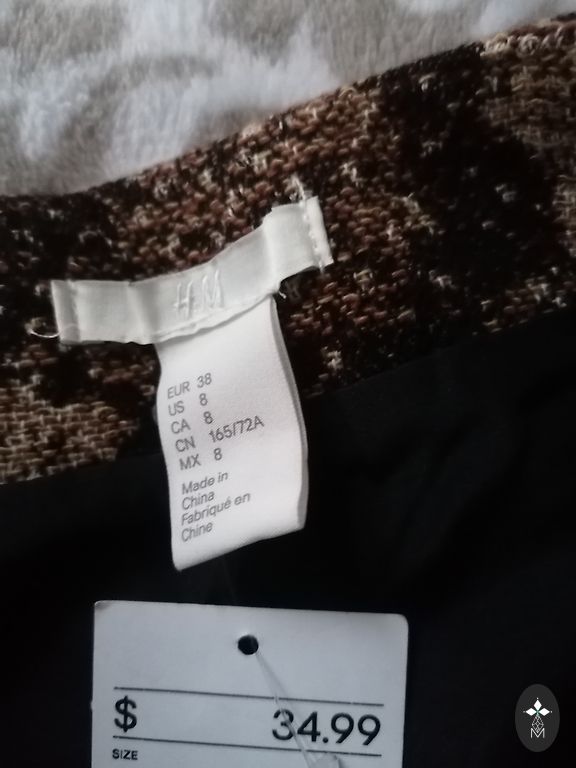 H&M
EUR 38
US 8
CA 8
CN 165/72A
MX 8
Made in
China
Fabriqué en
Chine
$ 34.99
SIZE
M